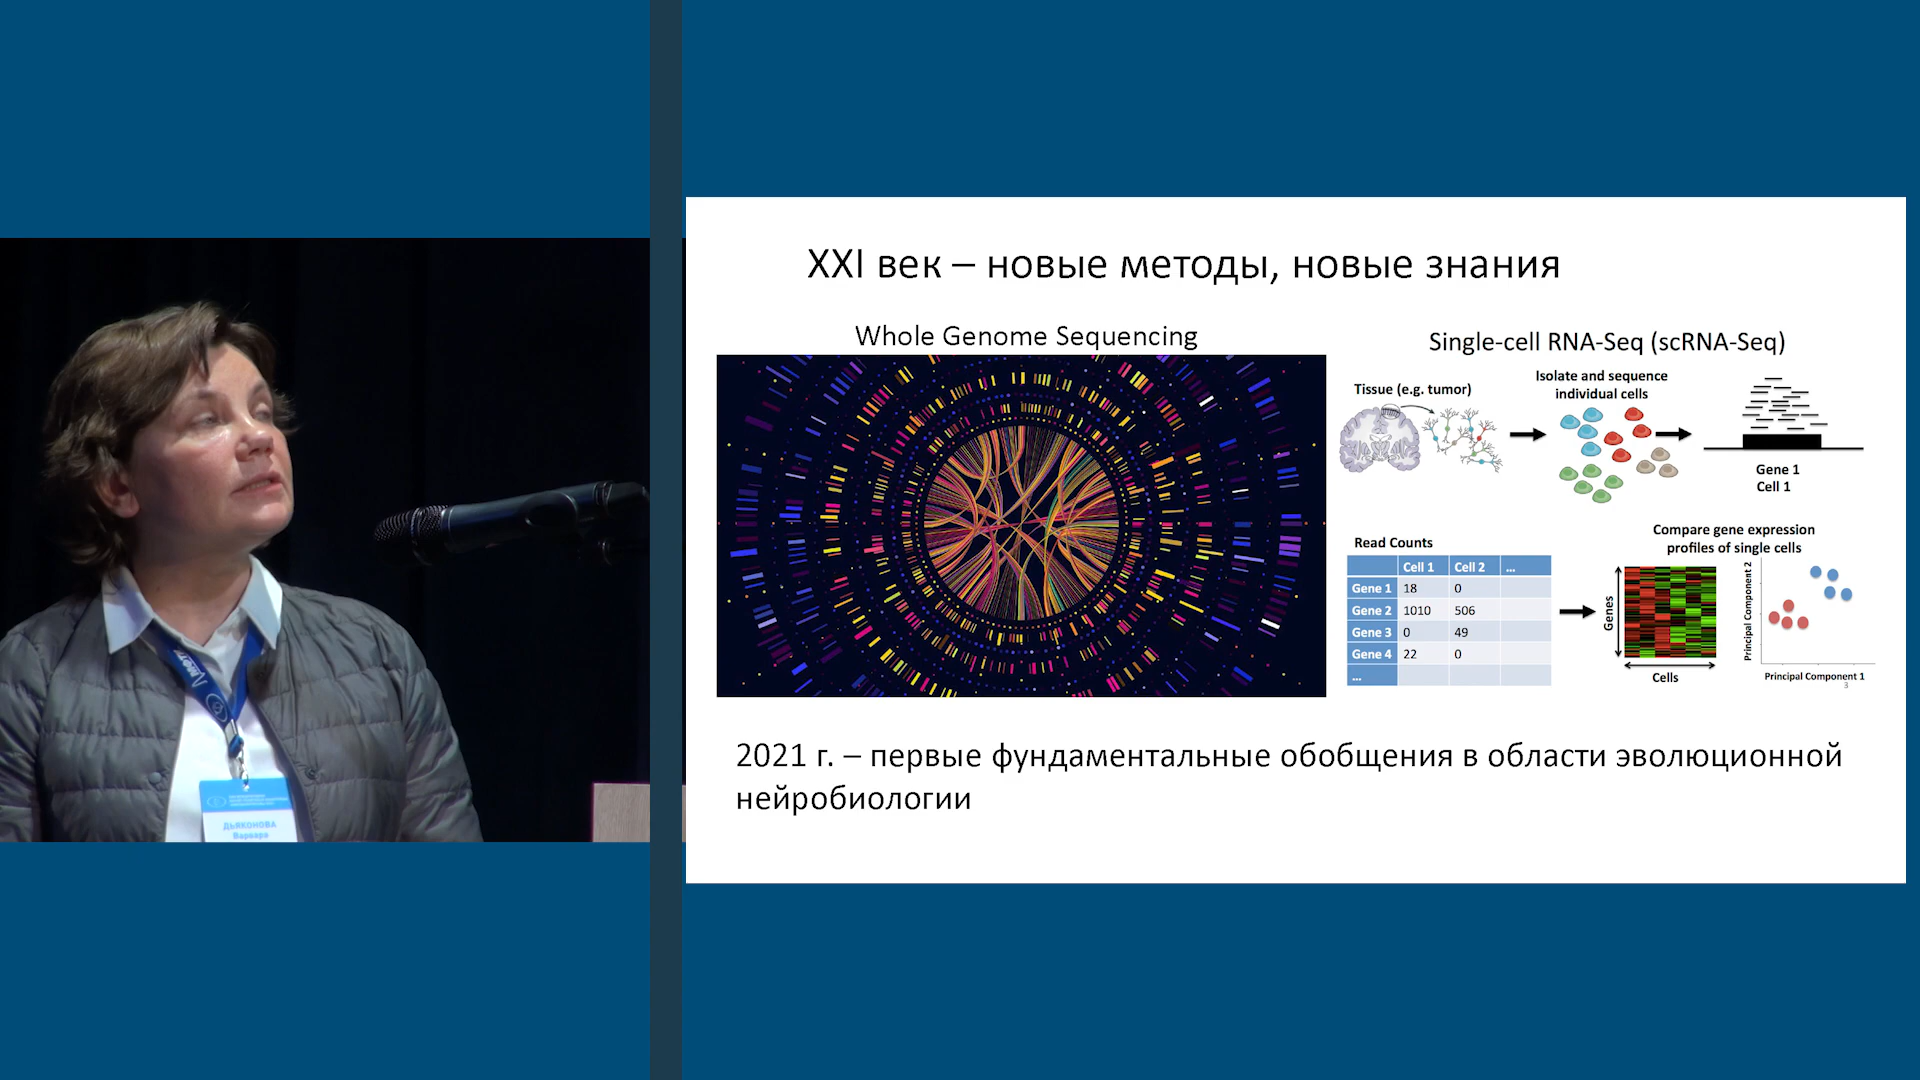 XXI век – новые методы, новые знания
Whole Genome Sequencing
Single-cell RNA-Seq (scRNA-Seq)
Tissue (e.g. tumor)
Isolate and sequence
individual cells
Gene 1
Cell 1
Read Counts
Cell 1 Cell 2 ...
Gene 1 18 0
Gene 2 1010 506
Gene 3 0 49
Gene 4 22 0
...
Genes
Cells
Compare gene expression
profiles of single cells
Principal Component 2
Principal Component 1
3
2021 г. – первые фундаментальные обобщения в области эволюционной
нейробиологии
ДЬЯКОНОВА
Варвара